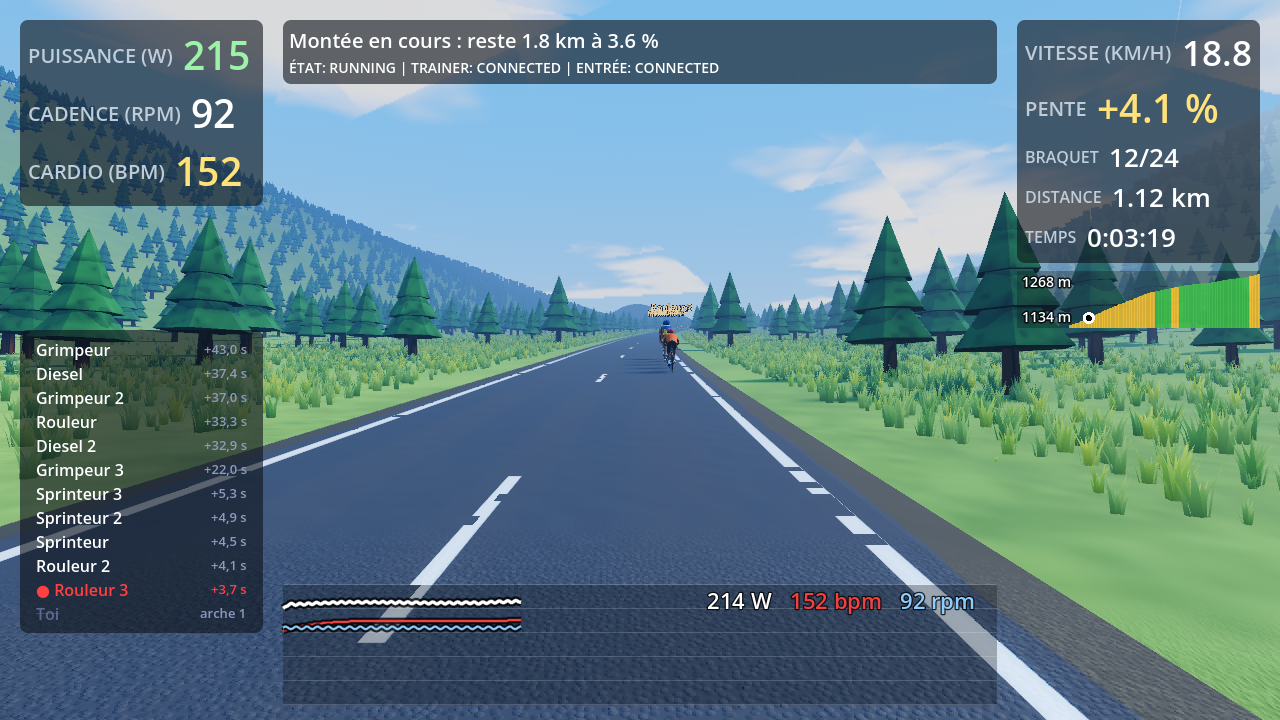 PUISSANCE (W) 215
CADENCE (RPM) 92
CARDIO (BPM) 152
Montée en cours : reste 1.8 km à 3.6 %
ÉTAT: RUNNING | TRAINER: CONNECTED | ENTRÉE: CONNECTED
VITESSE (KM/H) 18.8
PENTE +4.1 %
BRAQUET 12/24
DISTANCE 1.12 km
TEMPS 0:03:19
1268 m
1134 m
Grimpeur +43,0 s
Diesel +37,4 s
Grimpeur 2 +37,0 s
Rouleur +33,3 s
Diesel 2 +32,9 s
Grimpeur 3 +22,0 s
Sprinteur 3 +5,3 s
Sprinteur 2 +4,9 s
Sprinteur +4,5 s
Rouleur 2 +4,1 s
Rouleur 3 +3,7 s
Toi arche 1
214 W 152 bpm 92 rpm